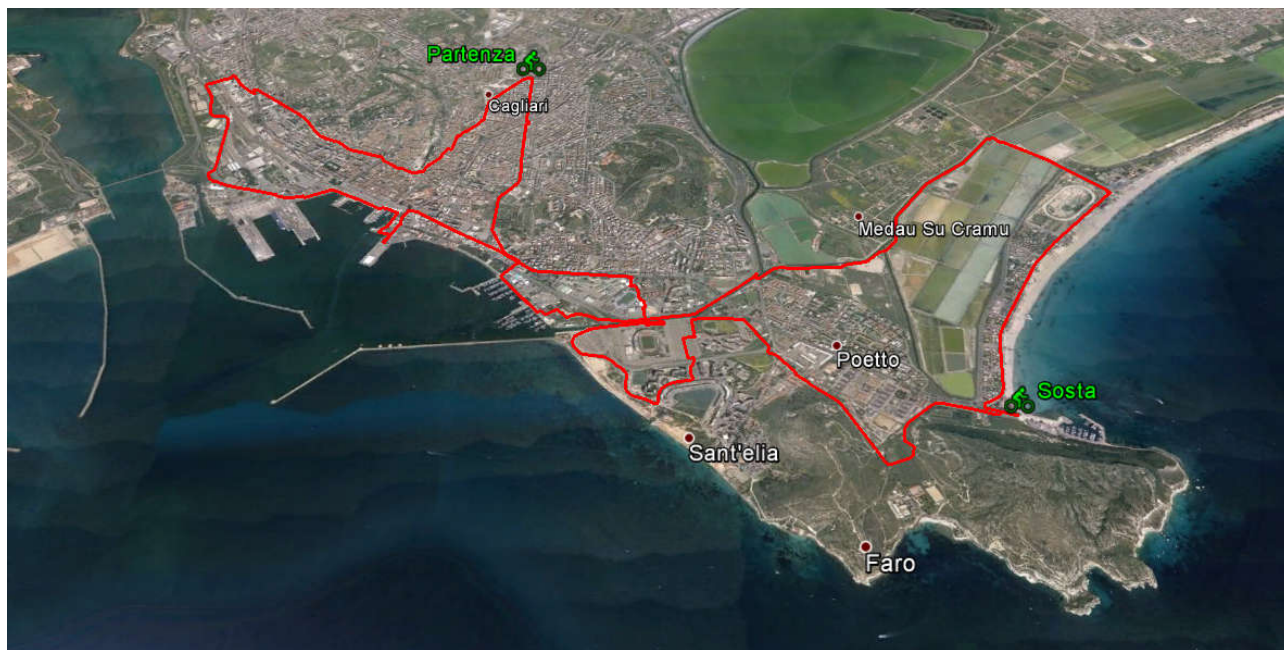 Partenza
Cagliari
Medau Su Cramu
Poetto
Sosta
Sant'elia
Faro